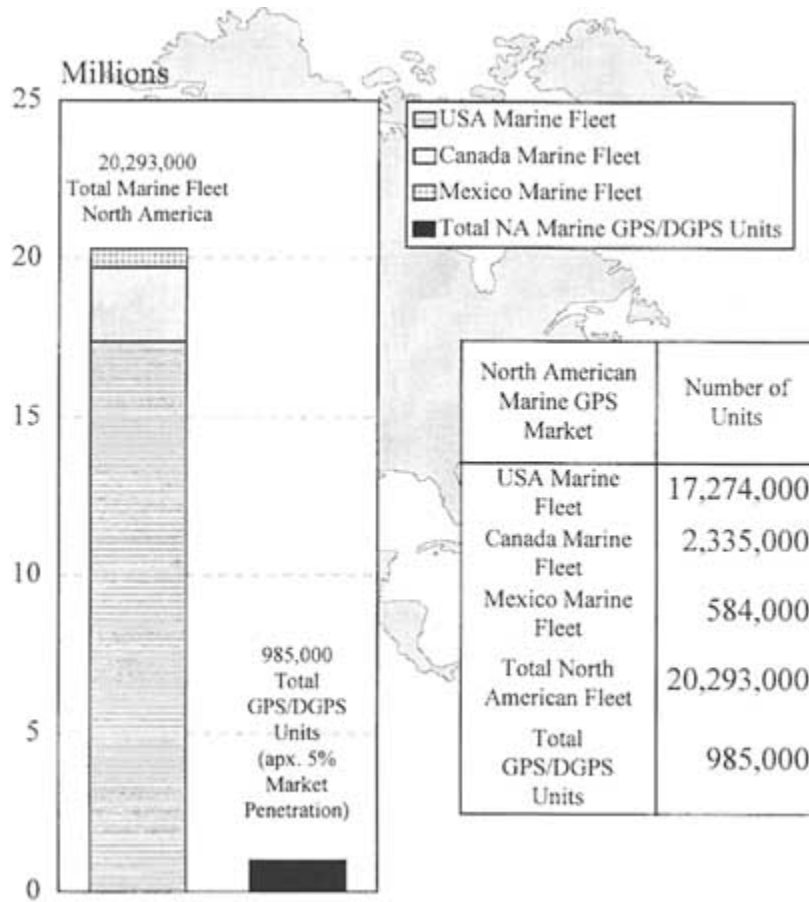 Millions
25
20
15
10
5
0
20,293,000
Total Marine Fleet
North America
985,000
Total
GPS/DGPS
Units
(apx. 5%
Market
Penetration)
USA Marine Fleet
Canada Marine Fleet
Mexico Marine Fleet
Total NA Marine GPS/DGPS Units
North American
Marine GPS
Market
Number of
Units
USA Marine
Fleet
17,274,000
Canada Marine
Fleet
2,335,000
Mexico Marine
Fleet
584,000
Total North
American Fleet
20,293,000
Total
GPS/DGPS
Units
985,000